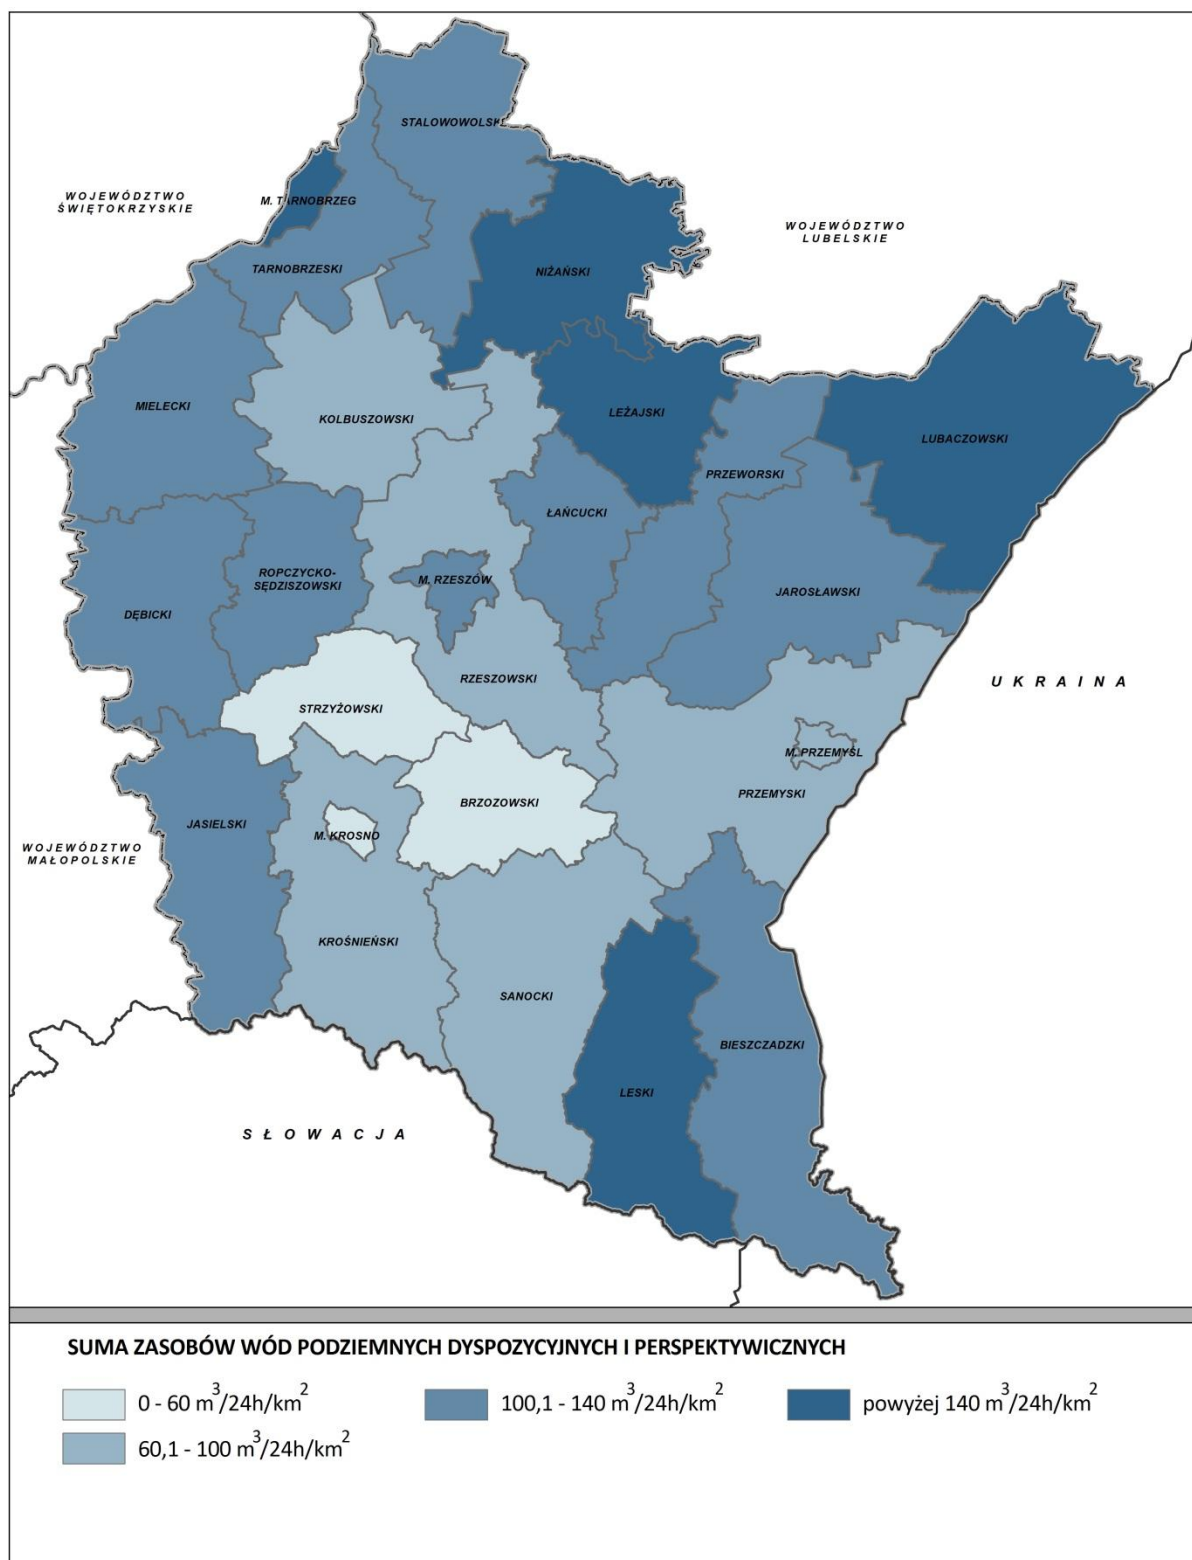 STALOWOWOLSKI
WOJEWÓDZTWO
ŚWIĘTOKRZYSKIE
M. TARNOBRZEG
WOJEWÓDZTWO
LUBELSKIE
TARNOBRZESKI
NIŻAŃSKI
MIELECKI
KOLBUSZOWSKI
LEŻAJSKI
LUBACZOWSKI
PRZEWORSKI
ŁAŃCUCKI
ROPCZYCKO-
SĘDZISZOWSKI
M. RZESZÓW
JAROSŁAWSKI
DĘBICKI
RZESZOWSKI
UKRAINA
STRZYŻOWSKI
M. PRZEMYŚL
PRZEMYSKI
BRZOZOWSKI
JASIELSKI
M. KROSNO
WOJEWÓDZTWO
MAŁOPOLSKIE
KROŚNIEŃSKI
SANOCKI
BIESZCZADZKI
LESKI
SŁOWACJA
SUMA ZASOBÓW WÓD PODZIEMNYCH DYSPOZYCYJNYCH I PERSPEKTYWICZNYCH
0 - 60 m³/24h/km²
100,1 - 140 m³/24h/km²
powyżej 140 m³/24h/km²
60,1 - 100 m³/24h/km²